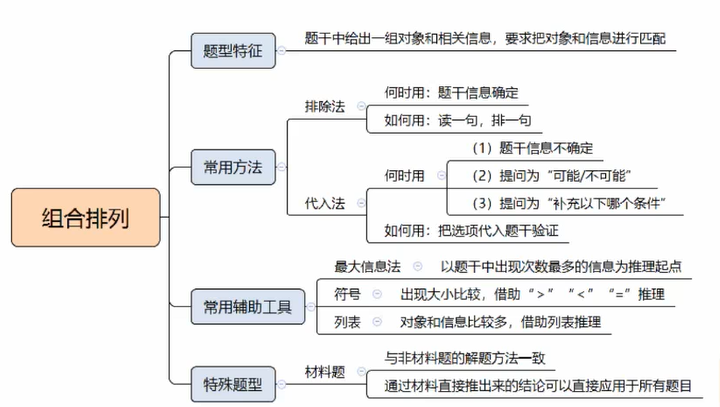 组合排列
题型特征
题干中给出一组对象和相关信息，要求把对象和信息进行匹配
常用方法
排除法
何时用：题干信息确定
如何用：读一句，排一句
代入法
何时用
（1）题干信息不确定
（2）提问为“可能/不可能”
（3）提问为“补充以下哪个条件”
如何用：把选项代入题干验证
常用辅助工具
最大信息法
以题干中出现次数最多的信息为推理起点
符号
出现大小比较，借助“＞”“＜”“=”推理
列表
对象和信息比较多，借助列表推理
特殊题型
材料题
与非材料题的解题方法一致
通过材料直接推出来的结论可以直接应用于所有题目